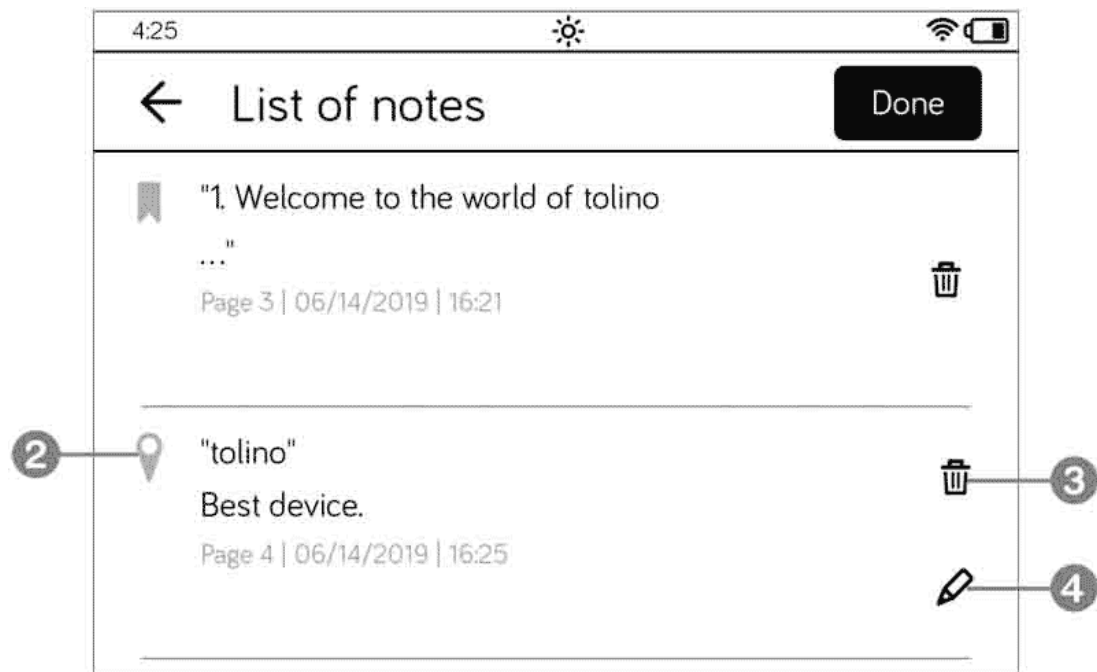 4:25
List of notes
Done
"1. Welcome to the world of tolino
..."
Page 3 | 06/14/2019 | 16:21
2
"tolino"
3
Best device.
Page 4 | 06/14/2019 | 16:25
4